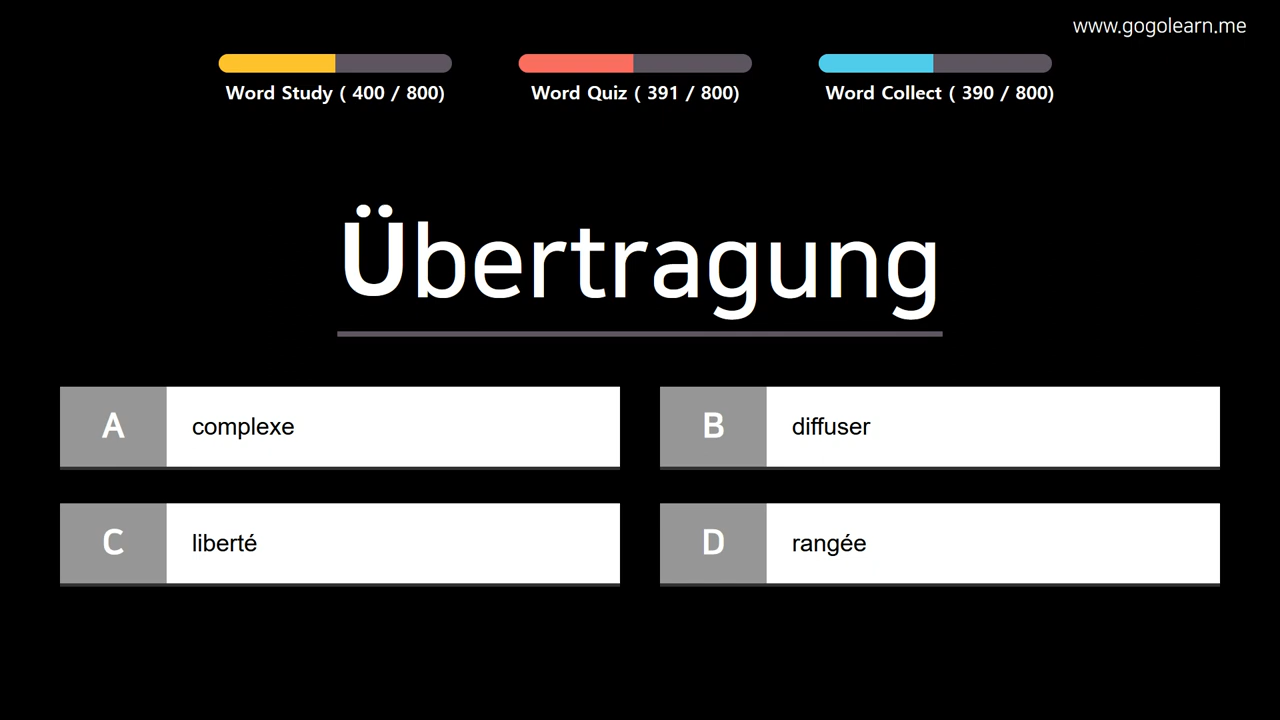 www.gogolearn.me
Word Study ( 400 / 800)
Word Quiz ( 391 / 800)
Word Collect ( 390 / 800)
Übertragung
A complexe
B diffuser
C liberté
D rangée